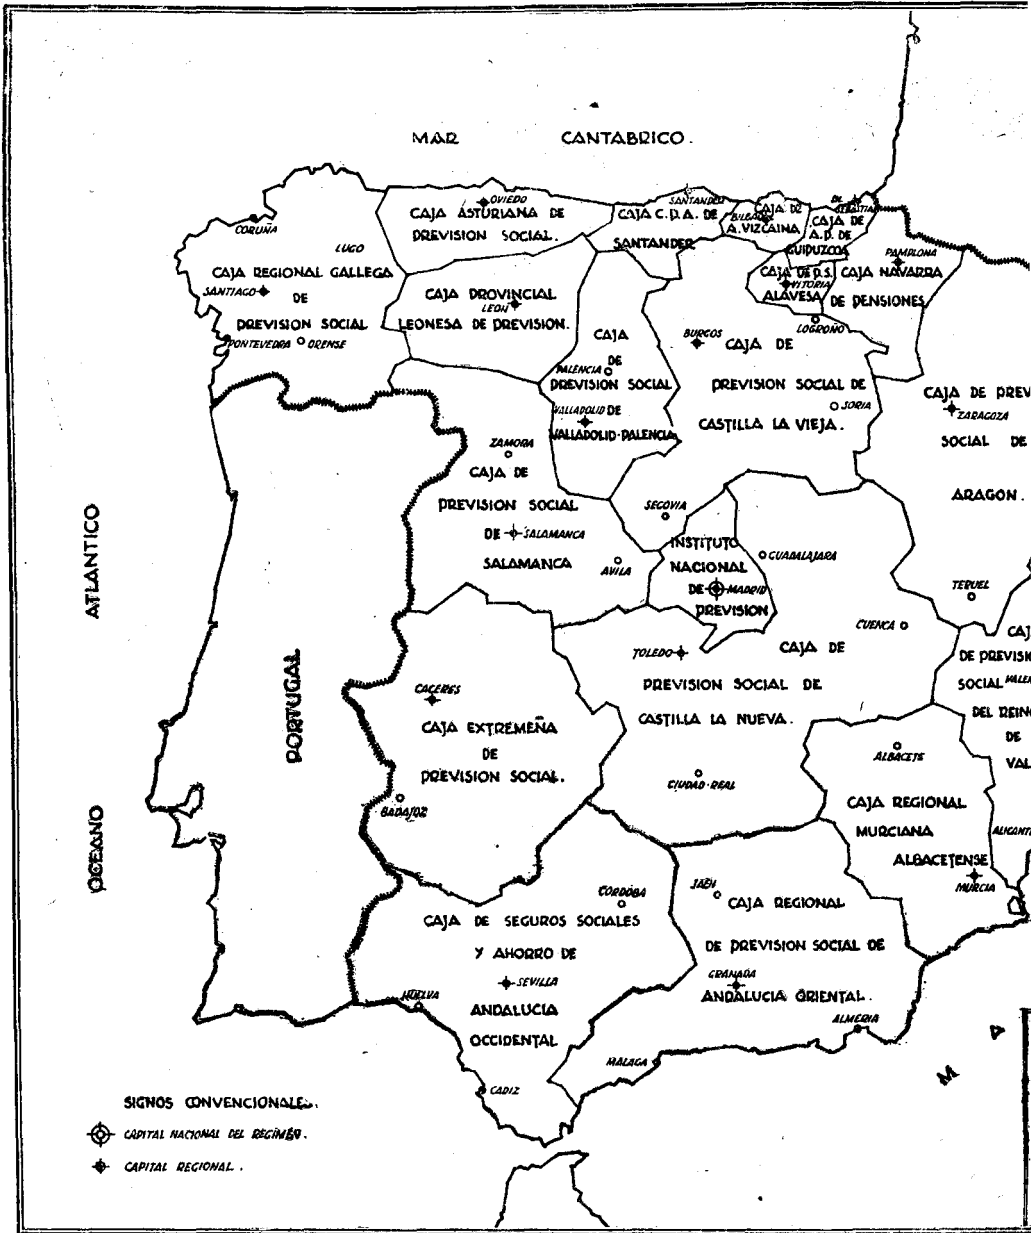 MAR CANTABRICO.
CORUÑA
LUGO
CAJA REGIONAL GALLEGA
SANTIAGO
DE
PREVISION SOCIAL
PONTEVEDRA
ORENSE
OVIEDO
CAJA ASTURIANA DE
PREVISION SOCIAL.
CAJA PROVINCIAL
LEON
LEONESA DE PREVISION.
SANTANDER
CAJA C.P.A. DE
SANTANDER
CAJA DE
BILBAO
A. VIZCAINA
CAJA DE
A.P. DE
GUIPUZCOA
CAJA DE P.S.
VITORIA
ALAVESA
PAMPLONA
CAJA NAVARRA
DE PENSIONES
LOGROÑO
CAJA
DE
PALENCIA
PREVISION SOCIAL
VALLADOLID
DE
VALLADOLID-PALENCIA
BURGOS
CAJA DE
PREVISION SOCIAL DE
SORIA
CASTILLA LA VIEJA.
SEGOVIA
CAJA DE PREV
ZARAGOZA
SOCIAL DE
ARAGON.
TERUEL
ZAMORA
CAJA DE
PREVISION SOCIAL
DE
SALAMANCA
SALAMANCA
AVILA
INSTITUTO
NACIONAL
DE
MADRID
PREVISION
GUADALAJARA
CUENCA
TOLEDO
CAJA DE
PREVISION SOCIAL DE
CASTILLA LA NUEVA.
CIUDAD-REAL
CAJ
DE PREVISI
SOCIAL
VALEN
DEL REINO
DE
VAL
ALICANTE
ATLANTICO
OCEANO
PORTUGAL
CACERES
CAJA EXTREMEÑA
DE
PREVISION SOCIAL.
BADAJOZ
ALBACETE
CAJA REGIONAL
MURCIANA
ALBACETENSE
MURCIA
CORDOBA
CAJA DE SEGUROS SOCIALES
Y AHORRO DE
SEVILLA
HUELVA
ANDALUCIA
OCCIDENTAL
CADIZ
JAEN
CAJA REGIONAL
DE PREVISION SOCIAL DE
GRANADA
ANDALUCIA ORIENTAL.
ALMERIA
MALAGA
M A
SIGNOS CONVENCIONALES.
CAPITAL NACIONAL DEL REGIMEN.
CAPITAL REGIONAL.